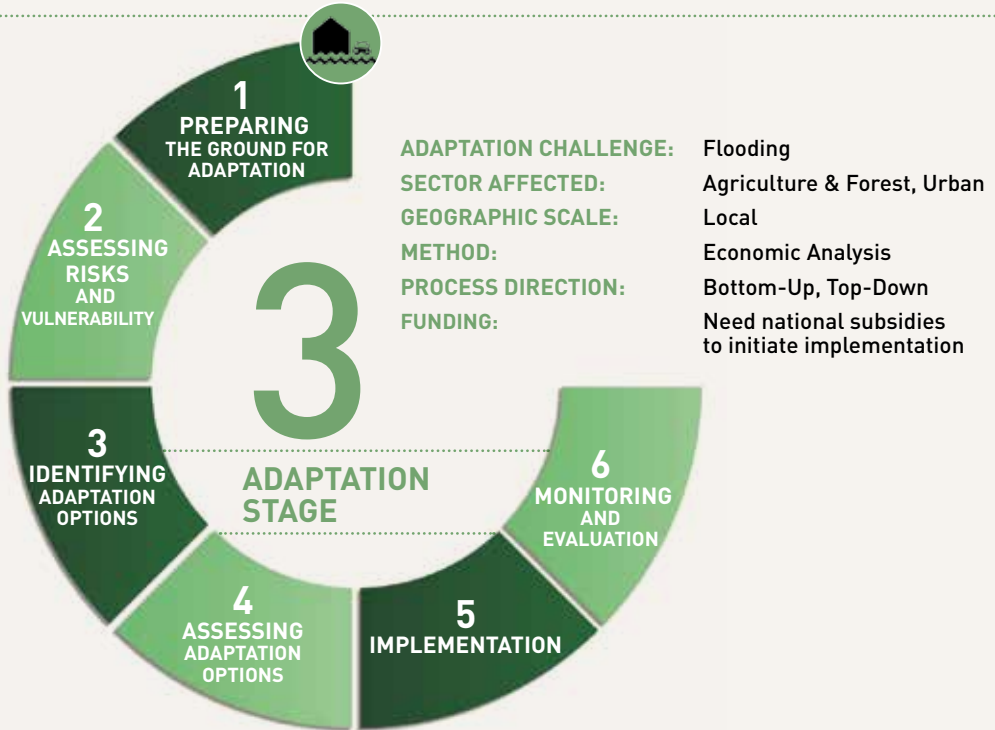 1
PREPARING
THE GROUND FOR
ADAPTATION
2
ASSESSING
RISKS
AND
VULNERABILITY
3
IDENTIFYING
ADAPTATION
OPTIONS
4
ASSESSING
ADAPTATION
OPTIONS
5
IMPLEMENTATION
6
MONITORING
AND
EVALUATION
3
ADAPTATION
STAGE
ADAPTATION CHALLENGE: Flooding
SECTOR AFFECTED: Agriculture & Forest, Urban
GEOGRAPHIC SCALE: Local
METHOD: Economic Analysis
PROCESS DIRECTION: Bottom-Up, Top-Down
FUNDING: Need national subsidies
to initiate implementation